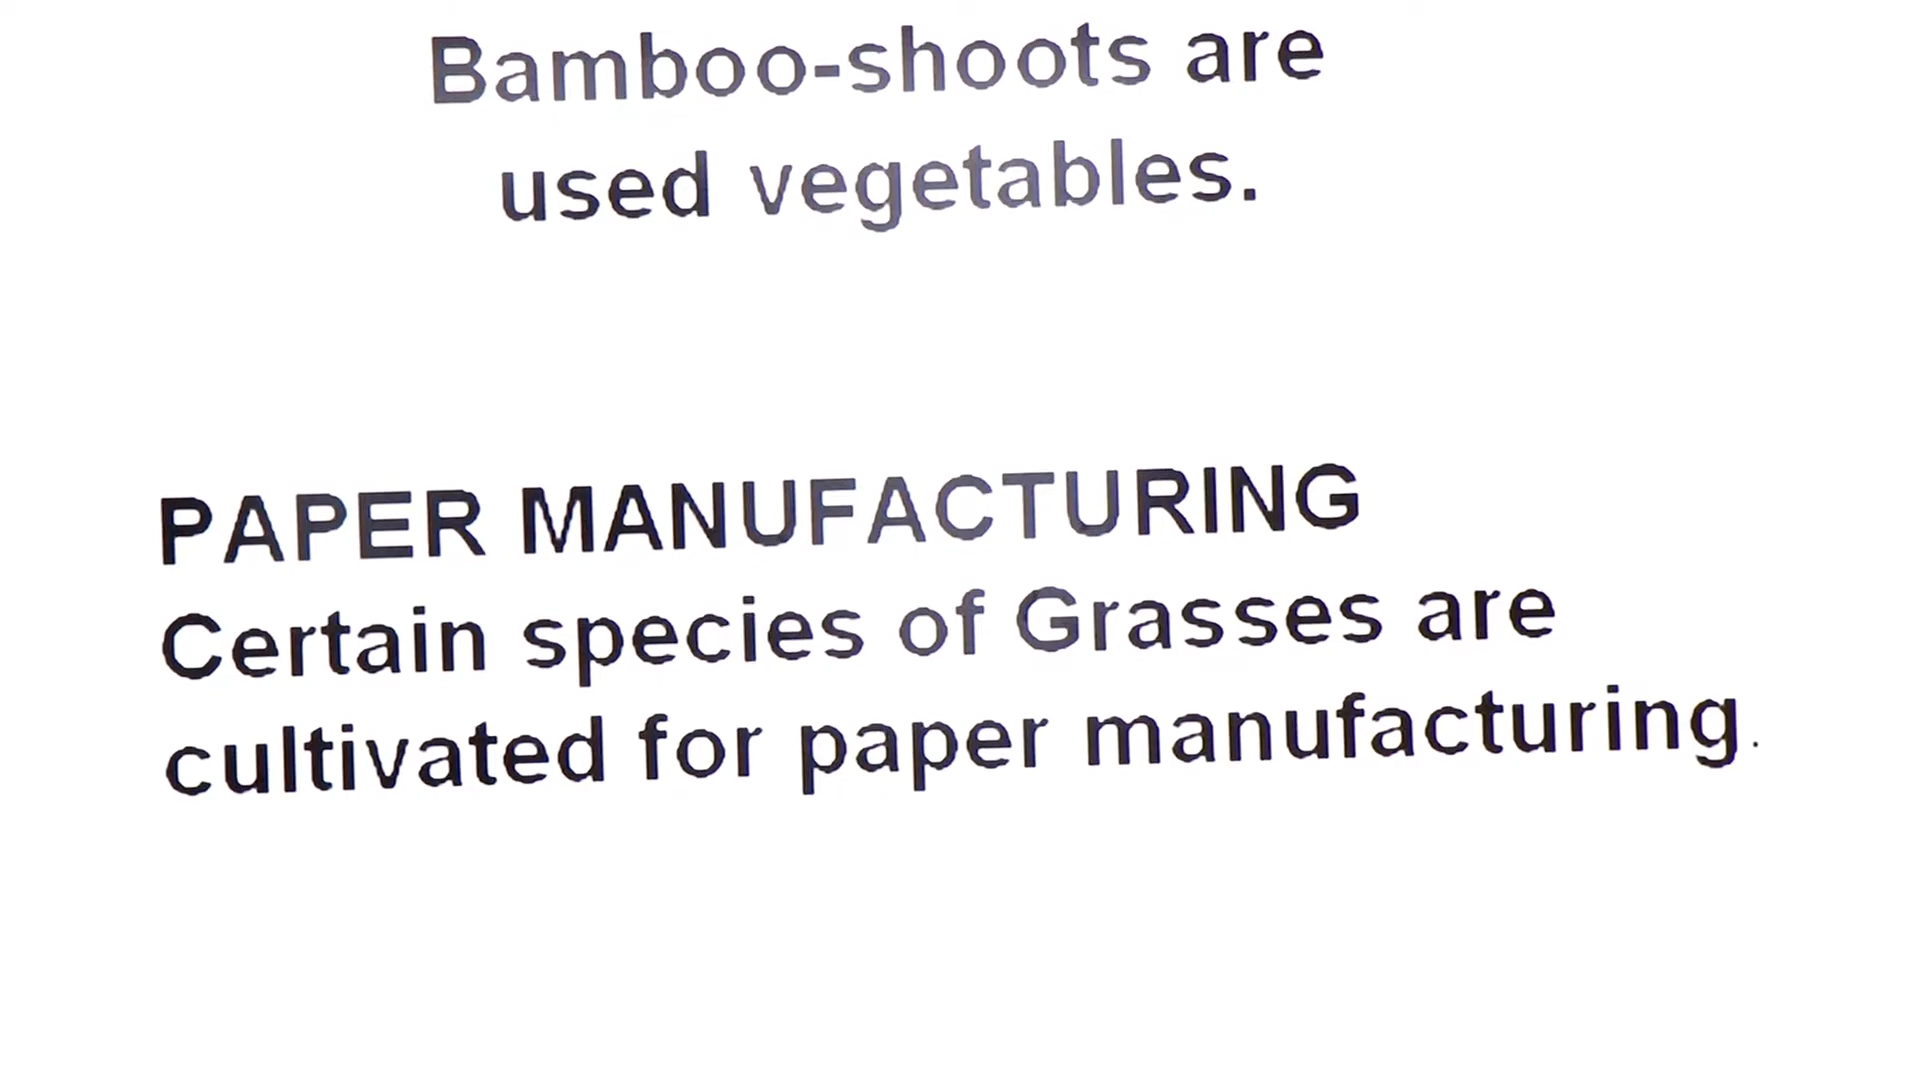 Bamboo-shoots are
used vegetables.
PAPER MANUFACTURING
Certain species of Grasses are
cultivated for paper manufacturing.